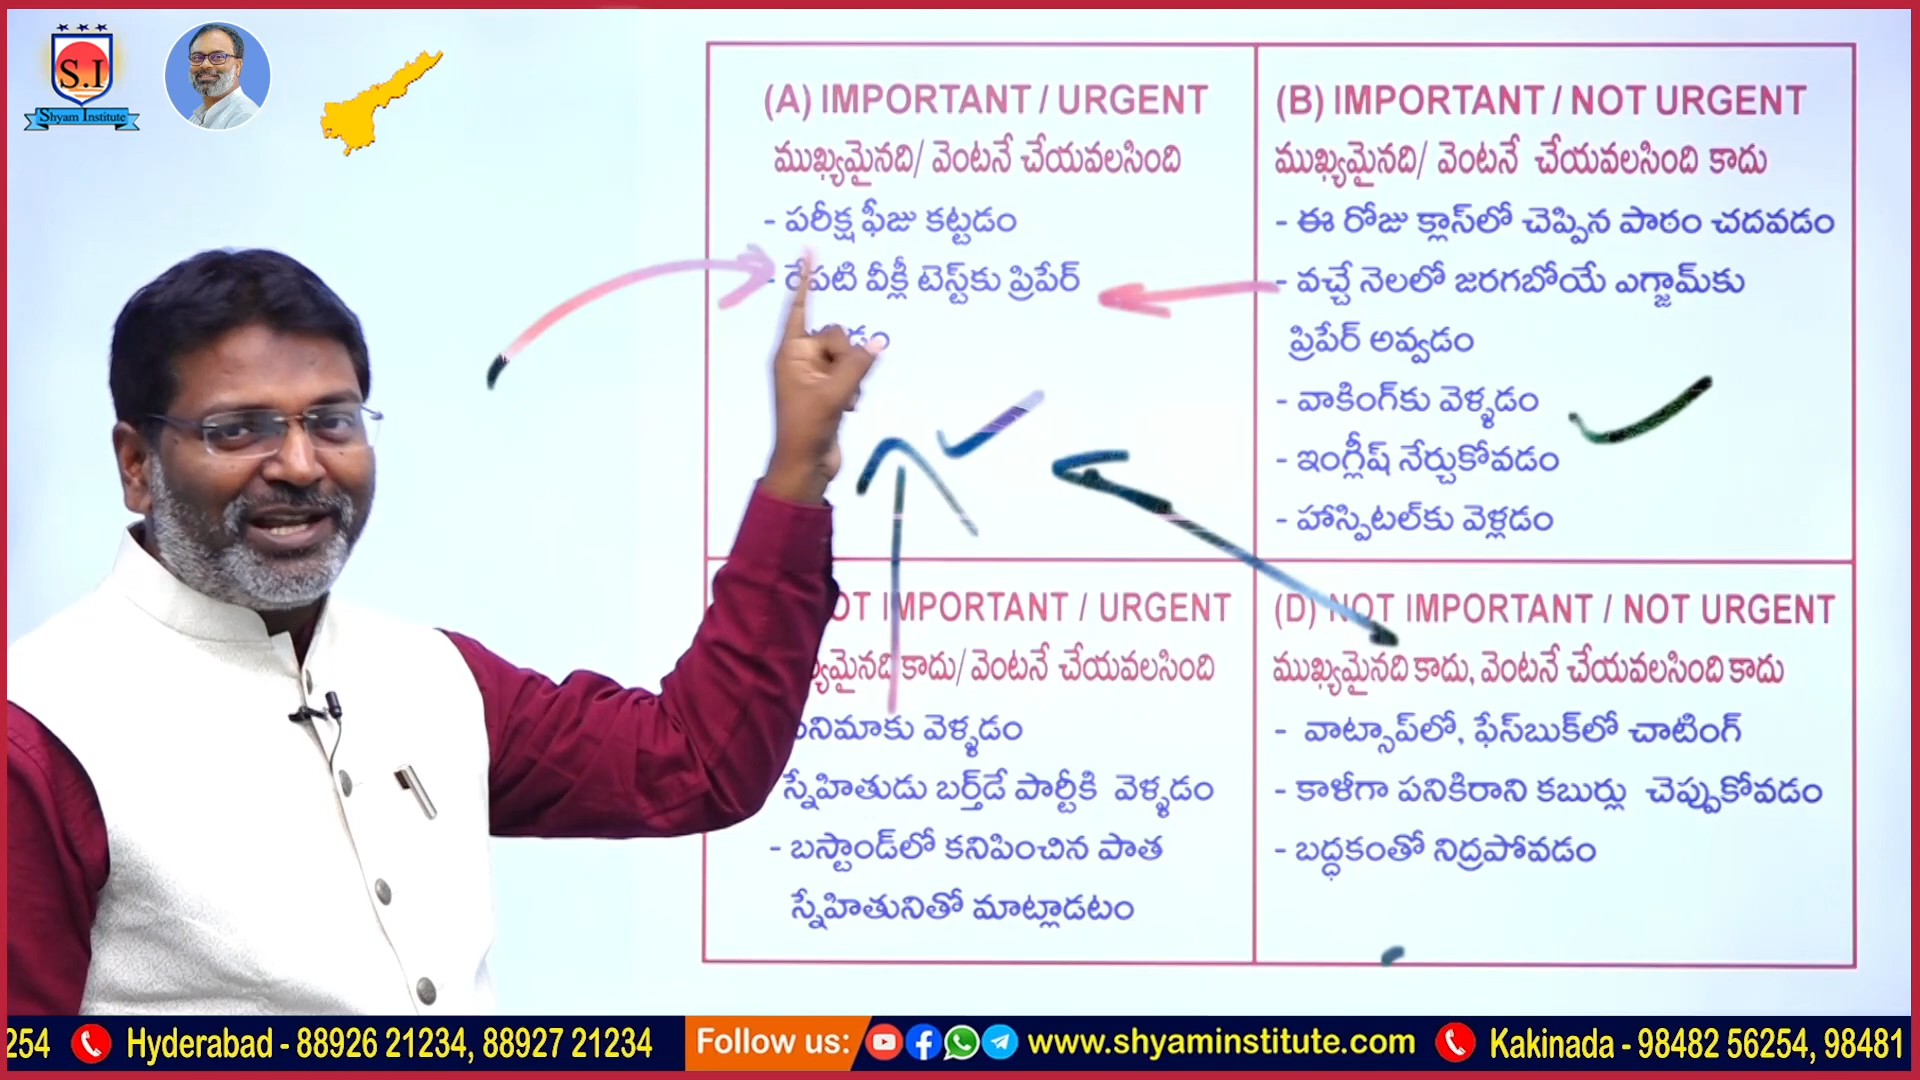 S.I
Shyam Institute
(A) IMPORTANT / URGENT
ముఖ్యమైనది/ వెంటనే చేయవలసింది
- పరీక్ష ఫీజు కట్టడం
- రేపటి వీక్లీ టెస్ట్‌కు ప్రిపేర్
(B) IMPORTANT / NOT URGENT
ముఖ్యమైనది/ వెంటనే చేయవలసింది కాదు
- ఈ రోజు క్లాస్‌లో చెప్పిన పాఠం చదవడం
- వచ్చే నెలలో జరగబోయే ఎగ్జామ్‌కు
ప్రిపేర్ అవ్వడం
- వాకింగ్‌కు వెళ్ళడం
- ఇంగ్లీష్ నేర్చుకోవడం
- హాస్పిటల్‌కు వెళ్లడం
IMPORTANT / URGENT
కాదు/ వెంటనే చేయవలసింది
వెళ్ళడం
స్నేహితుడు బర్త్‌డే పార్టీకి వెళ్ళడం
- బస్టాండ్‌లో కనిపించిన పాత
స్నేహితునితో మాట్లాడటం
(D) NOT IMPORTANT / NOT URGENT
ముఖ్యమైనది కాదు, వెంటనే చేయవలసింది కాదు
- వాట్సాప్‌లో, ఫేస్‌బుక్‌లో చాటింగ్
- కాళీగా పనికిరాని కబుర్లు చెప్పుకోవడం
- బద్ధకంతో నిద్రపోవడం
254 Hyderabad - 88926 21234, 88927 21234 Follow us: www.shyaminstitute.com Kakinada - 98482 56254, 98481